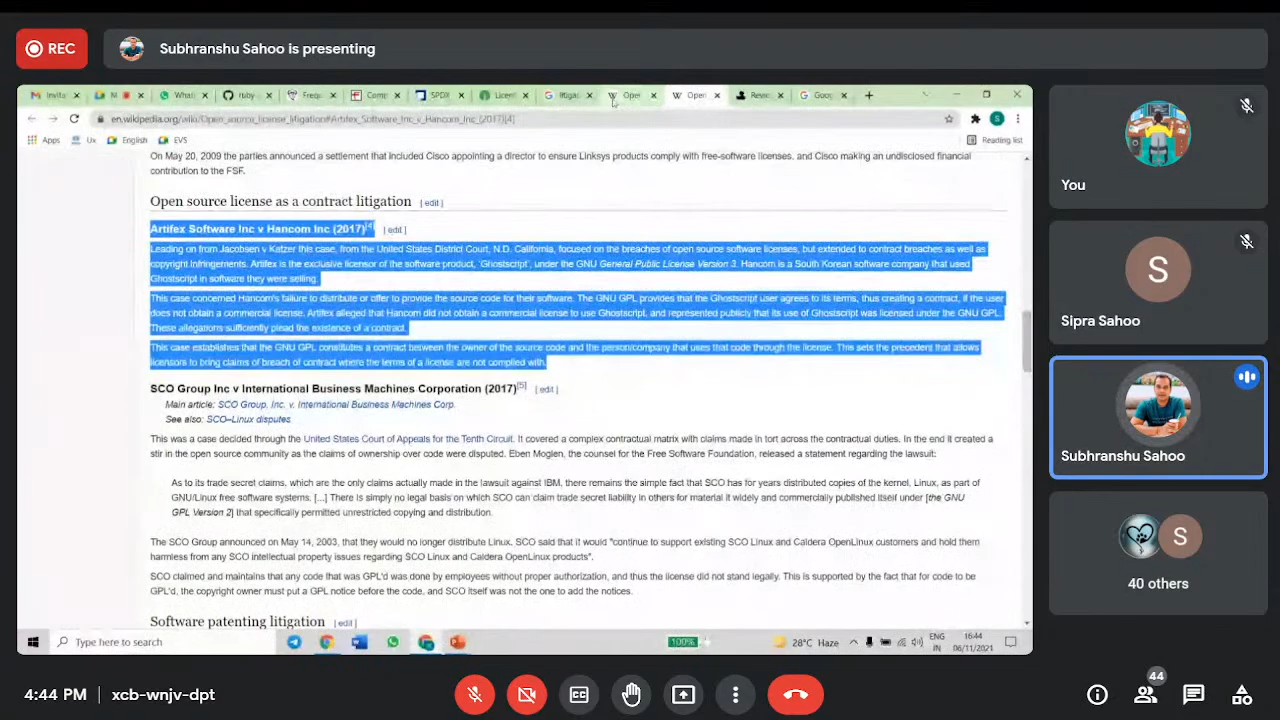 REC
Subhranshu Sahoo is presenting
Invita
M
What
ruby
Freq
Comp
SPDX
Licen
litigat
Open
Open
Revie
Goog
en.wikipedia.org/wiki/Open_source_license_litigation#Artifex_Software_Inc_v_Hancom_Inc_(2017)[4]
S
Apps
Ux
English
EVS
Reading list
On May 20, 2009 the parties announced a settlement that included Cisco appointing a director to ensure Linksys products comply with free-software licenses, and Cisco making an undisclosed financial
contribution to the FSF.
Open source license as a contract litigation [ edit ]
Artifex Software Inc v Hancom Inc (2017)[4] [ edit ]
Leading on from Jacobsen v Katzer this case, from the United States District Court, N.D. California, focused on the breaches of open source software licenses, but extended to contract breaches as well as
copyright infringements. Artifex is the exclusive licensor of the software product, 'Ghostscript', under the GNU General Public License Version 3. Hancom is a South Korean software company that used
Ghostscript in software they were selling.
This case concerned Hancom's failure to distribute or offer to provide the source code for their software. The GNU GPL provides that the Ghostscript user agrees to its terms, thus creating a contract, if the user
does not obtain a commercial license. Artifex alleged that Hancom did not obtain a commercial license to use Ghostscript, and represented publicly that its use of Ghostscript was licensed under the GNU GPL.
These allegations sufficiently plead the existence of a contract.
This case establishes that the GNU GPL constitutes a contract between the owner of the source code and the person/company that uses that code through the license. This sets the precedent that allows
licensors to bring claims of breach of contract where the terms of a license are not complied with.
SCO Group Inc v International Business Machines Corporation (2017)[5] [ edit ]
Main article: SCO Group, Inc. v. International Business Machines Corp.
See also: SCO–Linux disputes
This was a case decided through the United States Court of Appeals for the Tenth Circuit. It covered a complex contractual matrix with claims made in tort across the contractual duties. In the end it created a
stir in the open source community as the claims of ownership over code were disputed. Eben Moglen, the counsel for the Free Software Foundation, released a statement regarding the lawsuit:
As to its trade secret claims, which are the only claims actually made in the lawsuit against IBM, there remains the simple fact that SCO has for years distributed copies of the kernel, Linux, as part of
GNU/Linux free software systems. [...] There is simply no legal basis on which SCO can claim trade secret liability in others for material it widely and commercially published itself under [the GNU
GPL Version 2] that specifically permitted unrestricted copying and distribution.
The SCO Group announced on May 14, 2003, that they would no longer distribute Linux. SCO said that it would "continue to support existing SCO Linux and Caldera OpenLinux customers and hold them
harmless from any SCO intellectual property issues regarding SCO Linux and Caldera OpenLinux products".
SCO claimed and maintains that any code that was GPL'd was done by employees without proper authorization, and thus the license did not stand legally. This is supported by the fact that for code to be
GPL'd, the copyright owner must put a GPL notice before the code, and SCO itself was not the one to add the notices.
Software patenting litigation [ edit ]
Type here to search
100%
28°C Haze
ENG
IN
16:44
06/11/2021
You
S
Sipra Sahoo
Subhranshu Sahoo
S
40 others
4:44 PM | xcb-wnjv-dpt
44